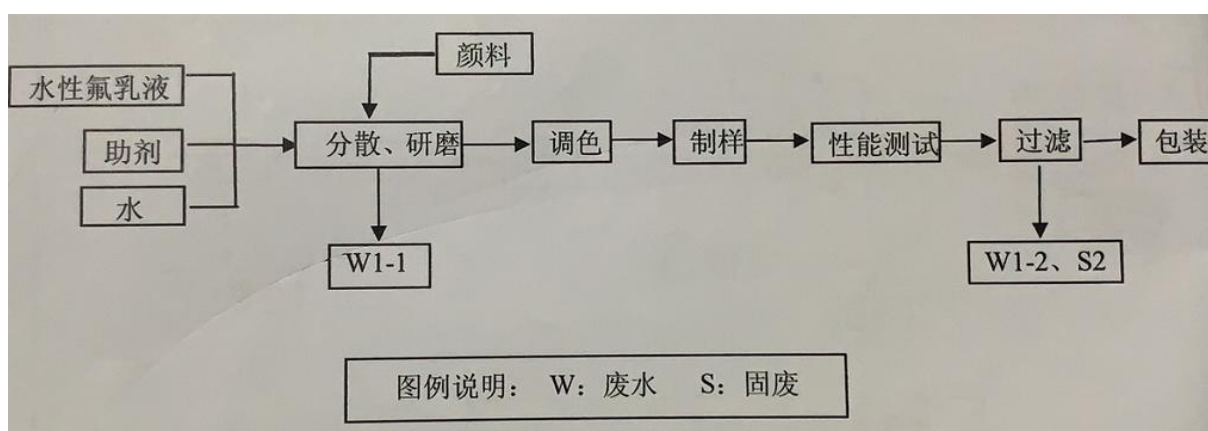 颜料
水性氟乳液
助剂
水
分散、研磨
调色
制样
性能测试
过滤
包装
W1-1
W1-2、S2
图例说明： W：废水 S：固废